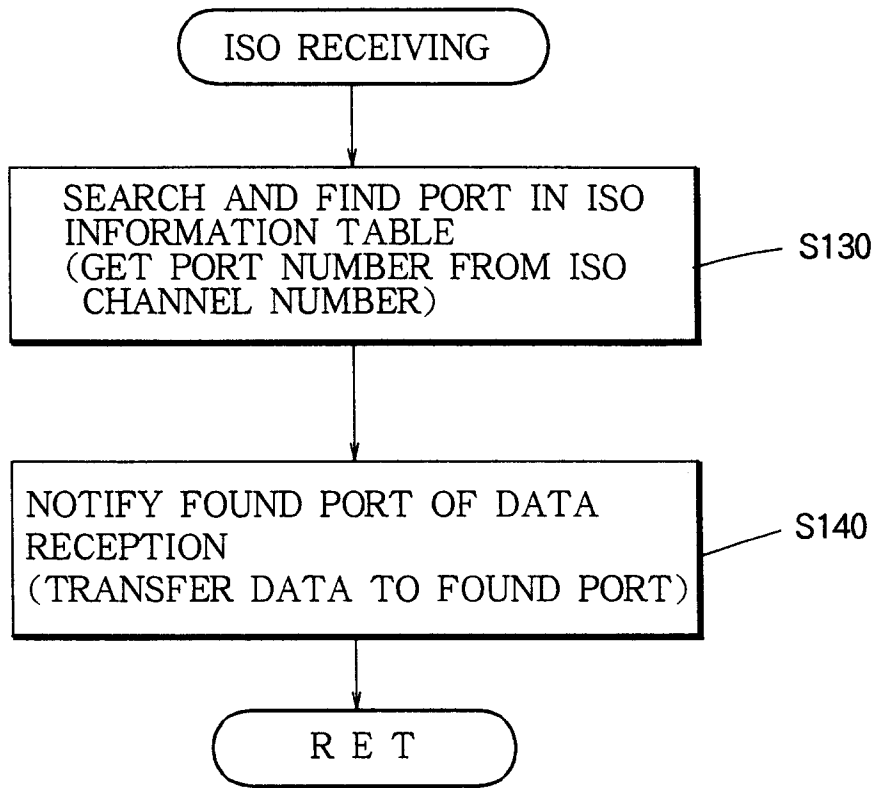 ISO RECEIVING
SEARCH AND FIND PORT IN ISO
INFORMATION TABLE
(GET PORT NUMBER FROM ISO
CHANNEL NUMBER)
S130
NOTIFY FOUND PORT OF DATA
RECEPTION
(TRANSFER DATA TO FOUND PORT)
S140
R E T